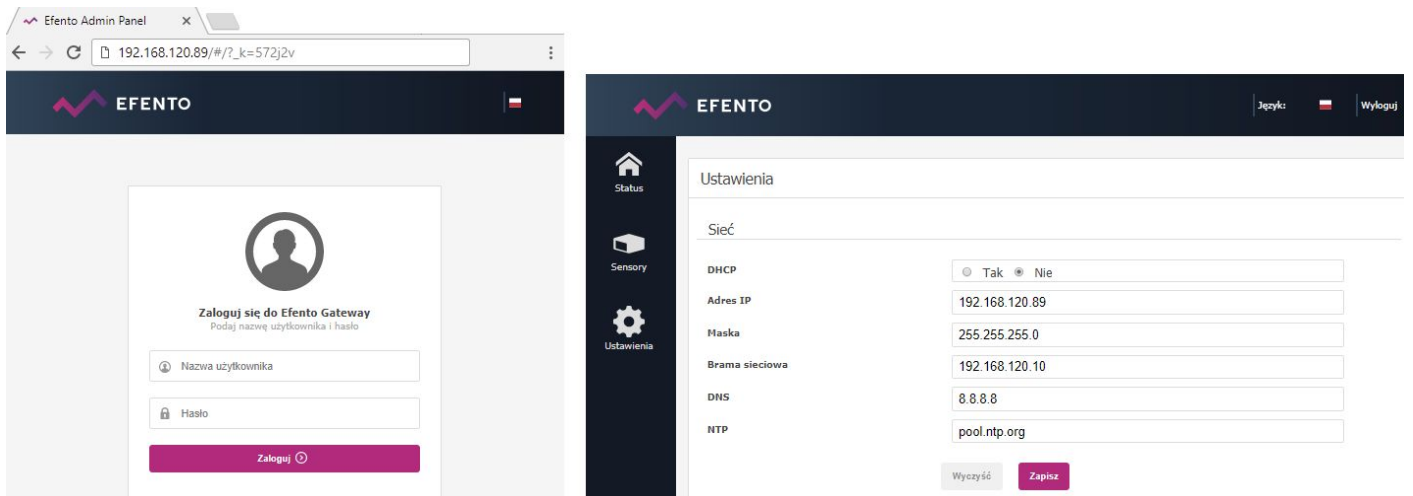 Efento Admin Panel
192.168.120.89/#/?_k=572j2v
EFENTO
Zaloguj się do Efento Gateway
Podaj nazwę użytkownika i hasło
Nazwa użytkownika
Hasło
Zaloguj
EFENTO
Język:
Wyloguj
Status
Sensory
Ustawienia
Ustawienia
Sieć
DHCP Tak Nie
Adres IP 192.168.120.89
Maska 255.255.255.0
Brama sieciowa 192.168.120.10
DNS 8.8.8.8
NTP pool.ntp.org
Wyczyść Zapisz